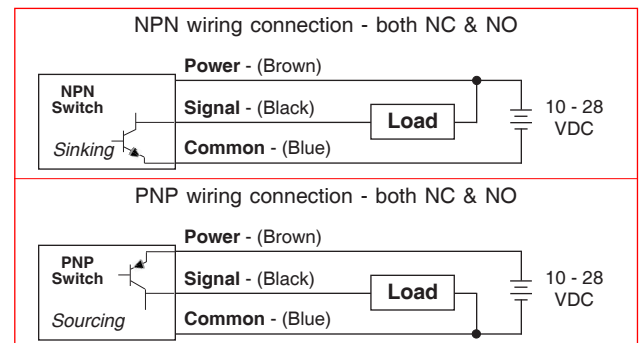 NPN wiring connection - both NC & NO
Power - (Brown)
NPN
Switch
Signal - (Black)
Load
10 - 28
VDC
Sinking
Common - (Blue)
PNP wiring connection - both NC & NO
Power - (Brown)
PNP
Switch
Signal - (Black)
Load
10 - 28
VDC
Sourcing
Common - (Blue)